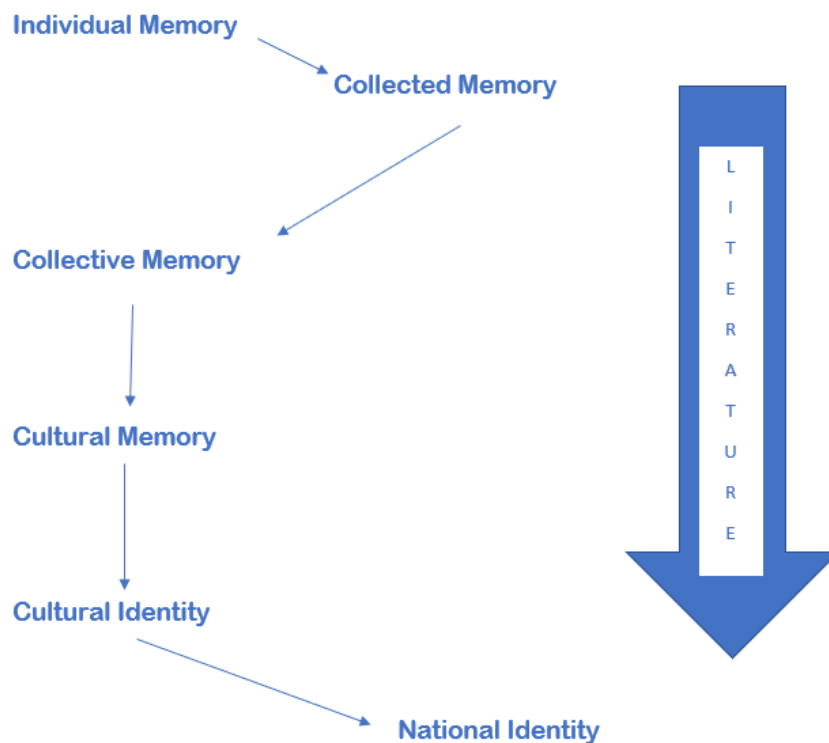 Individual Memory
Collected Memory
Collective Memory
Cultural Memory
Cultural Identity
National Identity
L
I
T
E
R
A
T
U
R
E